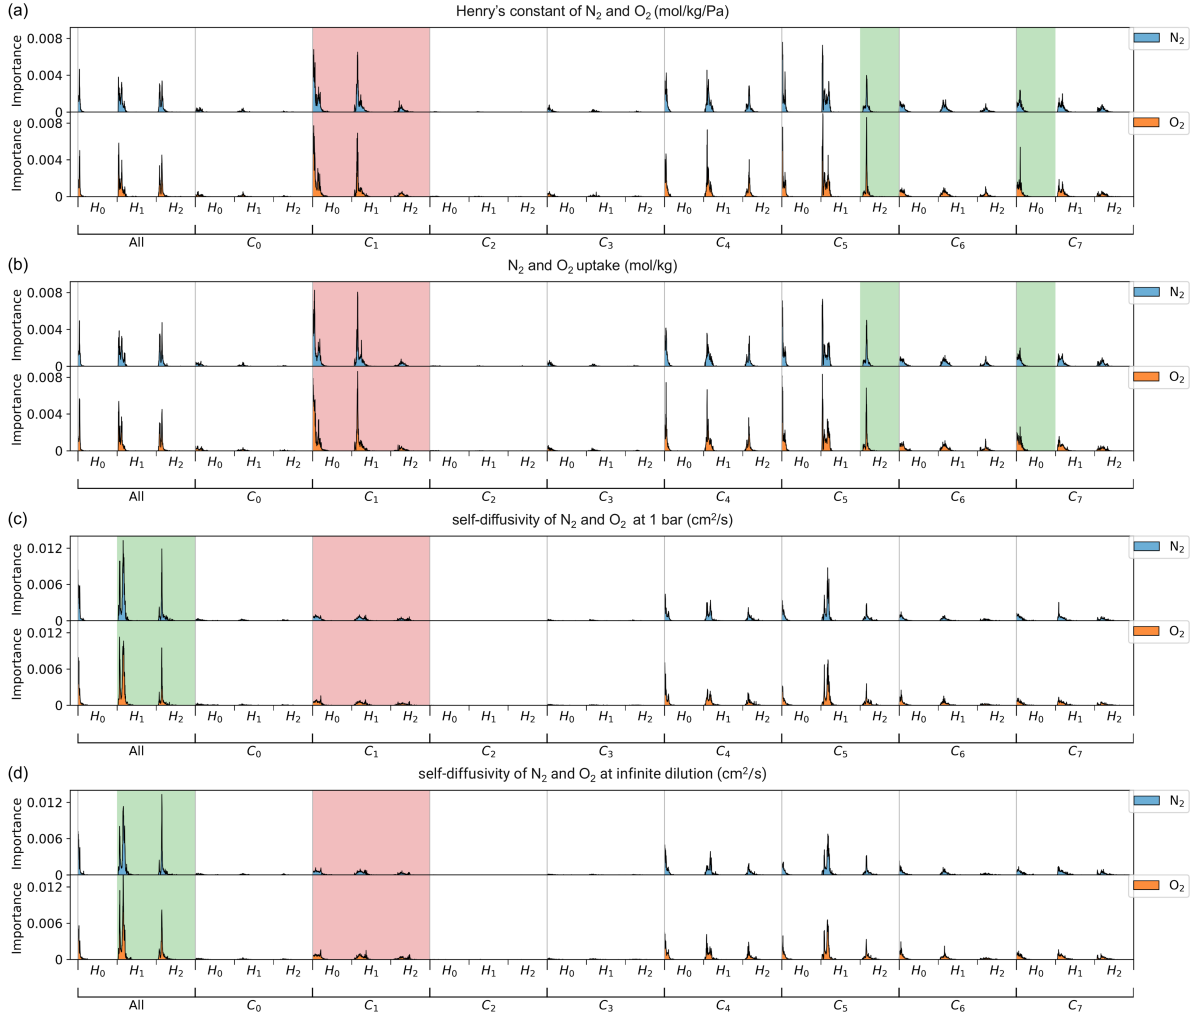 (a)
Henry's constant of N₂ and O₂ (mol/kg/Pa)
0.008
0.004
0
Importance
N₂
0.008
0.004
0
Importance
O₂
H₀ H₁ H₂ H₀ H₁ H₂ H₀ H₁ H₂ H₀ H₁ H₂ H₀ H₁ H₂ H₀ H₁ H₂ H₀ H₁ H₂ H₀ H₁ H₂ H₀ H₁ H₂
All C₀ C₁ C₂ C₃ C₄ C₅ C₆ C₇
(b)
N₂ and O₂ uptake (mol/kg)
0.008
0.004
0
Importance
N₂
0.008
0.004
0
Importance
O₂
H₀ H₁ H₂ H₀ H₁ H₂ H₀ H₁ H₂ H₀ H₁ H₂ H₀ H₁ H₂ H₀ H₁ H₂ H₀ H₁ H₂ H₀ H₁ H₂ H₀ H₁ H₂
All C₀ C₁ C₂ C₃ C₄ C₅ C₆ C₇
(c)
self-diffusivity of N₂ and O₂ at 1 bar (cm²/s)
0.012
0.006
0
Importance
N₂
0.012
0.006
0
Importance
O₂
H₀ H₁ H₂ H₀ H₁ H₂ H₀ H₁ H₂ H₀ H₁ H₂ H₀ H₁ H₂ H₀ H₁ H₂ H₀ H₁ H₂ H₀ H₁ H₂ H₀ H₁ H₂
All C₀ C₁ C₂ C₃ C₄ C₅ C₆ C₇
(d)
self-diffusivity of N₂ and O₂ at infinite dilution (cm²/s)
0.012
0.006
0
Importance
N₂
0.012
0.006
0
Importance
O₂
H₀ H₁ H₂ H₀ H₁ H₂ H₀ H₁ H₂ H₀ H₁ H₂ H₀ H₁ H₂ H₀ H₁ H₂ H₀ H₁ H₂ H₀ H₁ H₂ H₀ H₁ H₂
All C₀ C₁ C₂ C₃ C₄ C₅ C₆ C₇